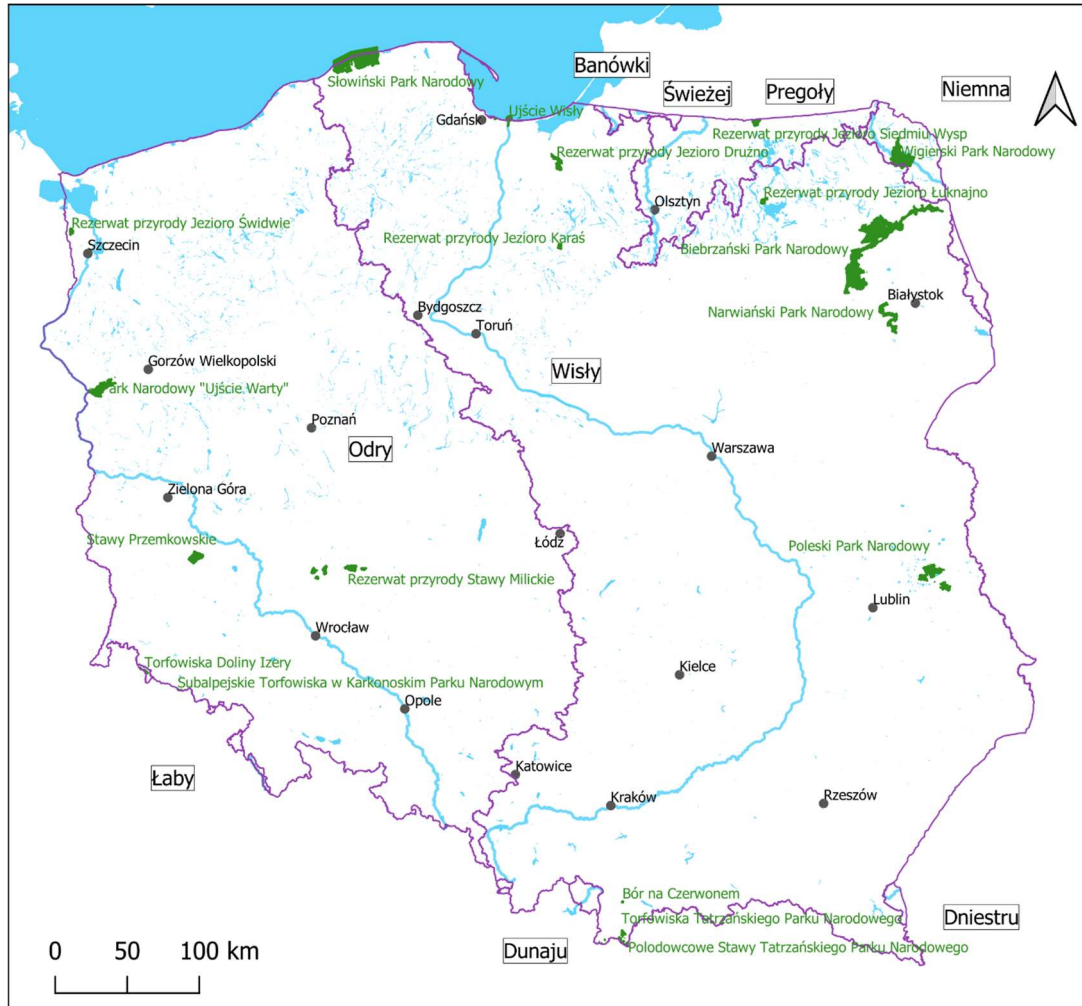 Banówki
Słowiński Park Narodowy
Świeżej
Pregoły
Niemna
Gdańsk
Ujście Wisły
Rezerwat przyrody Jezioro Siedmiu Wysp
Rezerwat przyrody Jezioro Drużno
Wigierski Park Narodowy
Rezerwat przyrody Jezioro Łuknajno
Olsztyn
Rezerwat przyrody Jezioro Świdwie
Rezerwat przyrody Jezioro Karaś
Szczecin
Biebrzański Park Narodowy
Białystok
Bydgoszcz
Narwiański Park Narodowy
Toruń
Gorzów Wielkopolski
Wisły
ark Narodowy "Ujście Warty"
Poznań
Odry
Warszawa
Zielona Góra
Łódź
Stawy Przemkowskie
Poleski Park Narodowy
Rezerwat przyrody Stawy Milickie
Lublin
Wrocław
Torfowiska Doliny Izery
Kielce
Subalpejskie Torfowiska w Karkonoskim Parku Narodowym
Opole
Łaby
Katowice
Kraków
Rzeszów
Bór na Czerwonem
Torfowiska Tatrzańskiego Parku Narodowego
Dniestru
Dunaju
Polodowcowe Stawy Tatrzańskiego Parku Narodowego
0 50 100 km